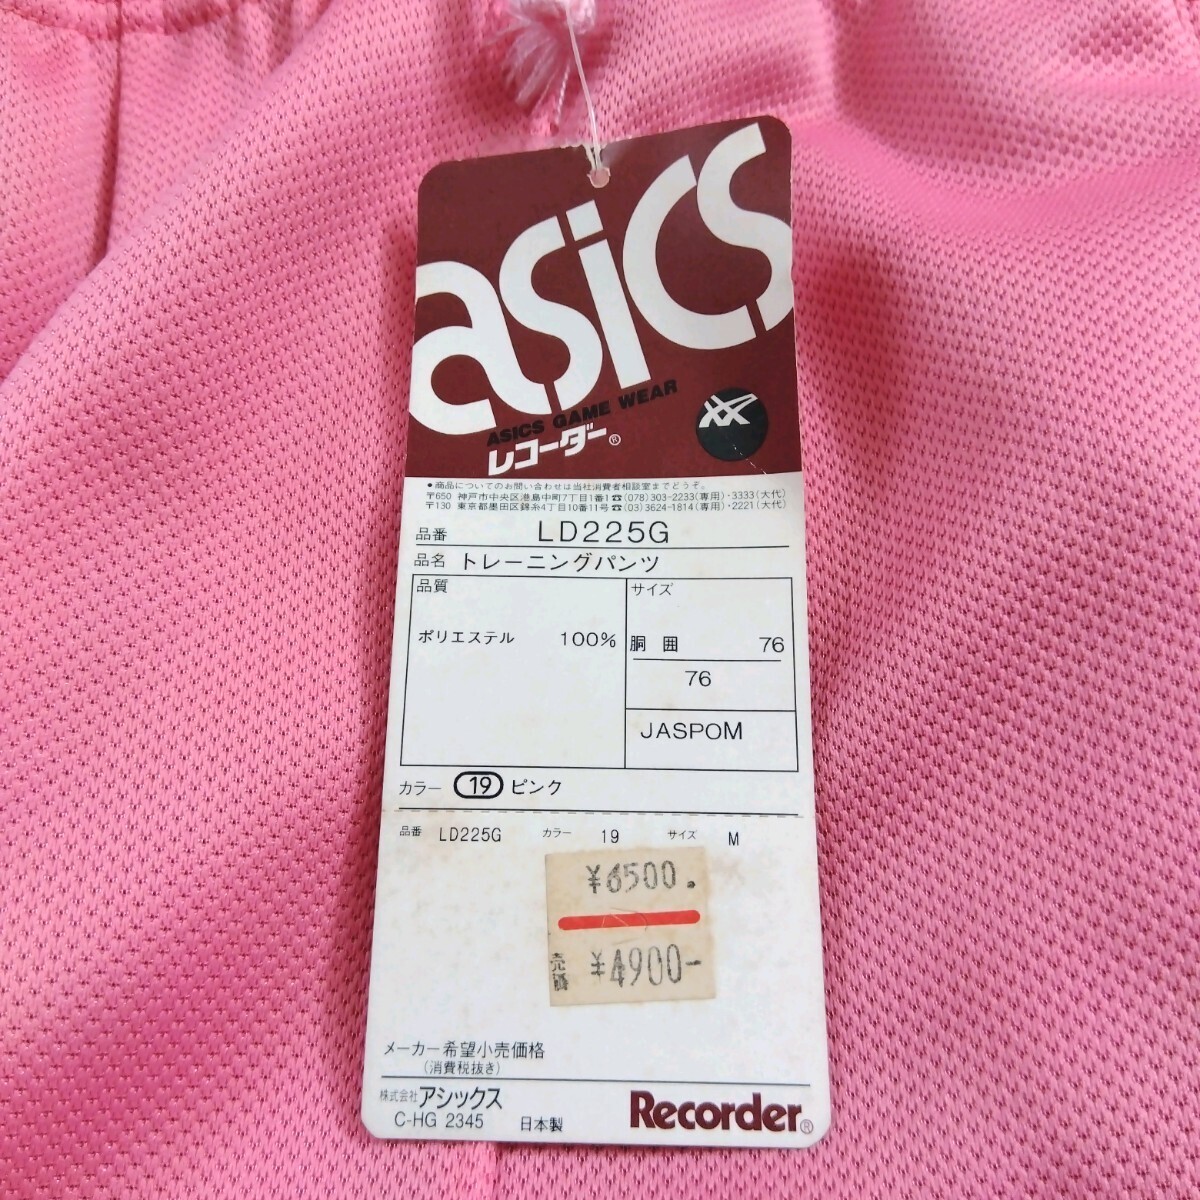 asics
ASICS GAME WEAR
レコーダー®
●商品についてのお問い合わせは当社消費者相談室までどうぞ。
〒650 神戸市中央区港島中町7丁目1番1☎(078)303-2233(専用)・3333(大代)
〒130 東京都墨田区錦糸4丁目10番11号☎(03)3624-1814(専用)・2221(大代)
品番 LD225G
品名 トレーニングパンツ
品質 サイズ
ポリエステル 100% 胴囲 76
76
JASPOM
カラー 19 ピンク
品番 LD225G カラー 19 サイズ M
¥6500.
売価 ¥4900-
メーカー希望小売価格
(消費税抜き)
株式会社アシックス
C-HG 2345 日本製 Recorder®